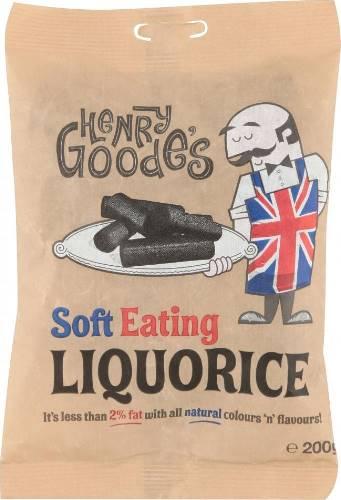 HENRY
GOODE'S
Soft Eating
LIQUORICE
It's less than 2% fat with all natural colours 'n' flavours!
℮ 200g